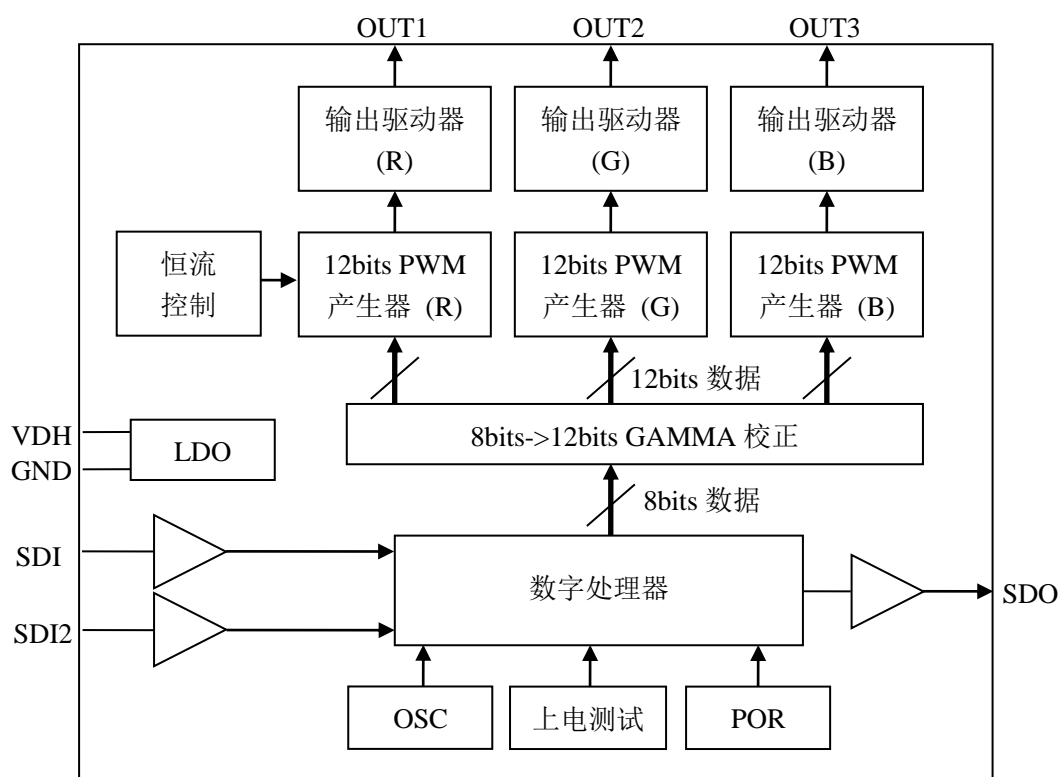 OUT1
OUT2
OUT3
输出驱动器
(R)
输出驱动器
(G)
输出驱动器
(B)
恒流
控制
12bits PWM
产生器 (R)
12bits PWM
产生器 (G)
12bits PWM
产生器 (B)
12bits 数据
VDH
GND
LDO
8bits->12bits GAMMA 校正
8bits 数据
SDI
SDI2
数字处理器
SDO
OSC
上电测试
POR